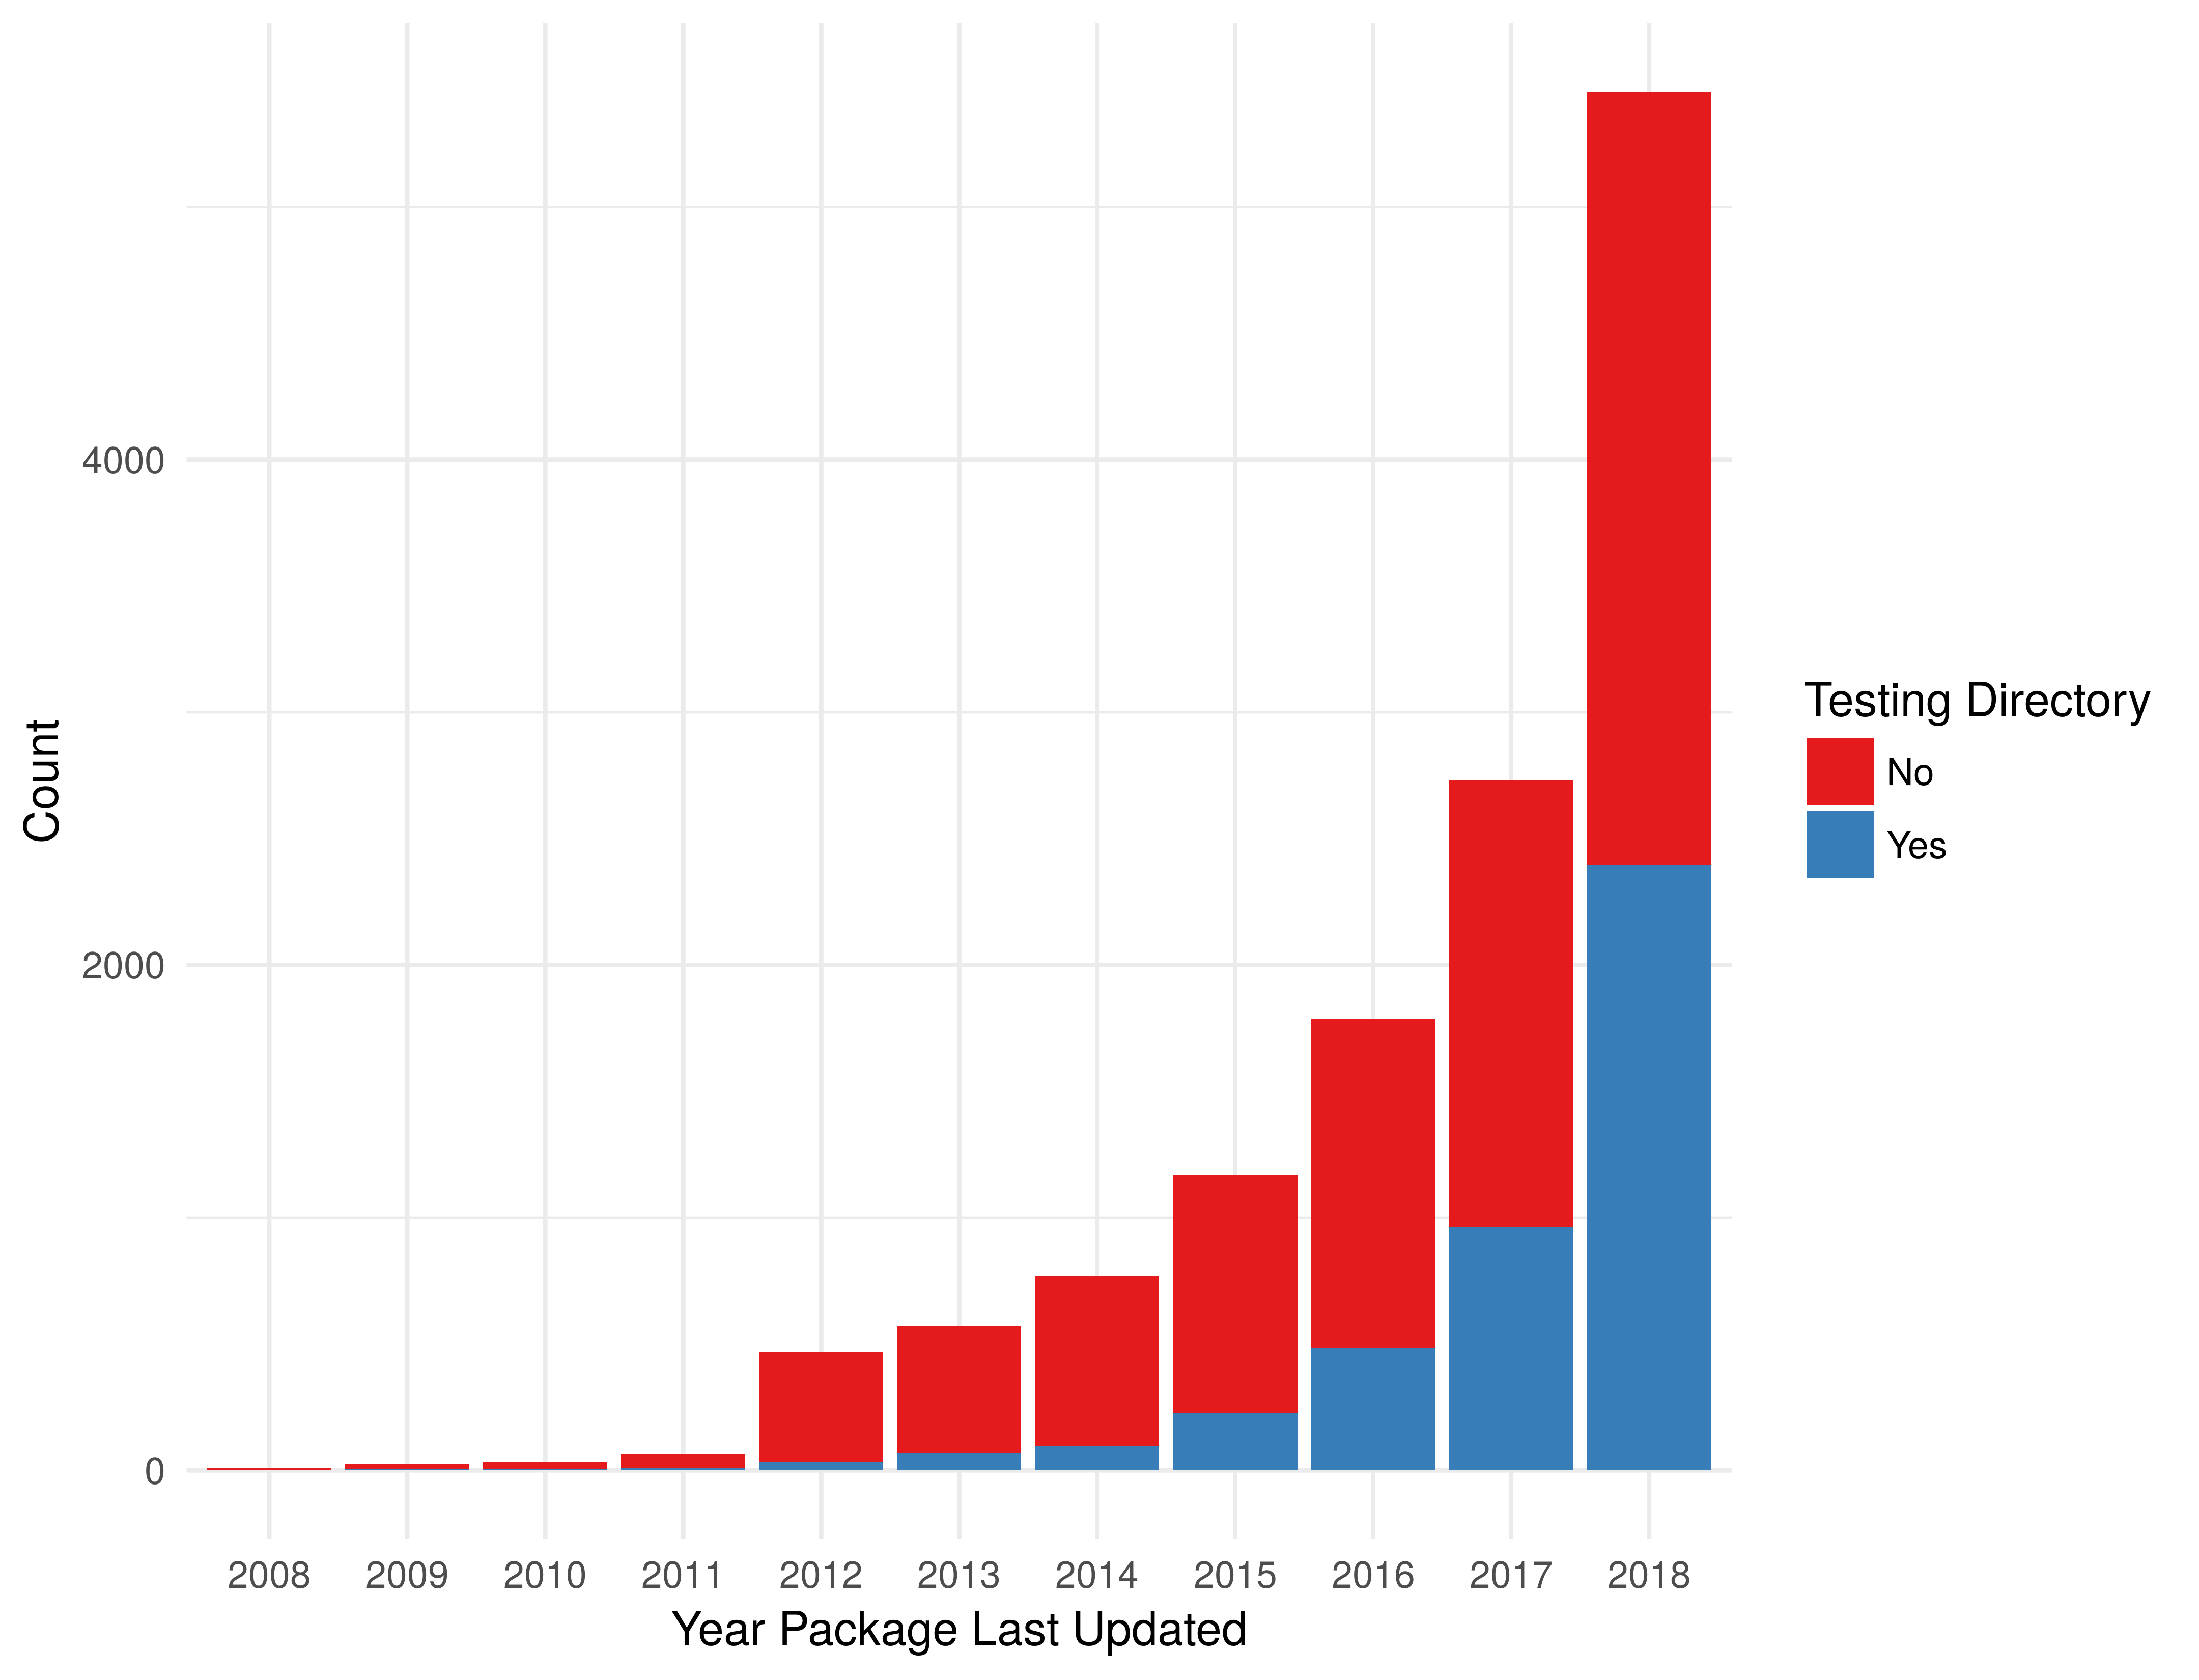 Count
4000
2000
0
2008 2009 2010 2011 2012 2013 2014 2015 2016 2017 2018
Year Package Last Updated
Testing Directory
No
Yes